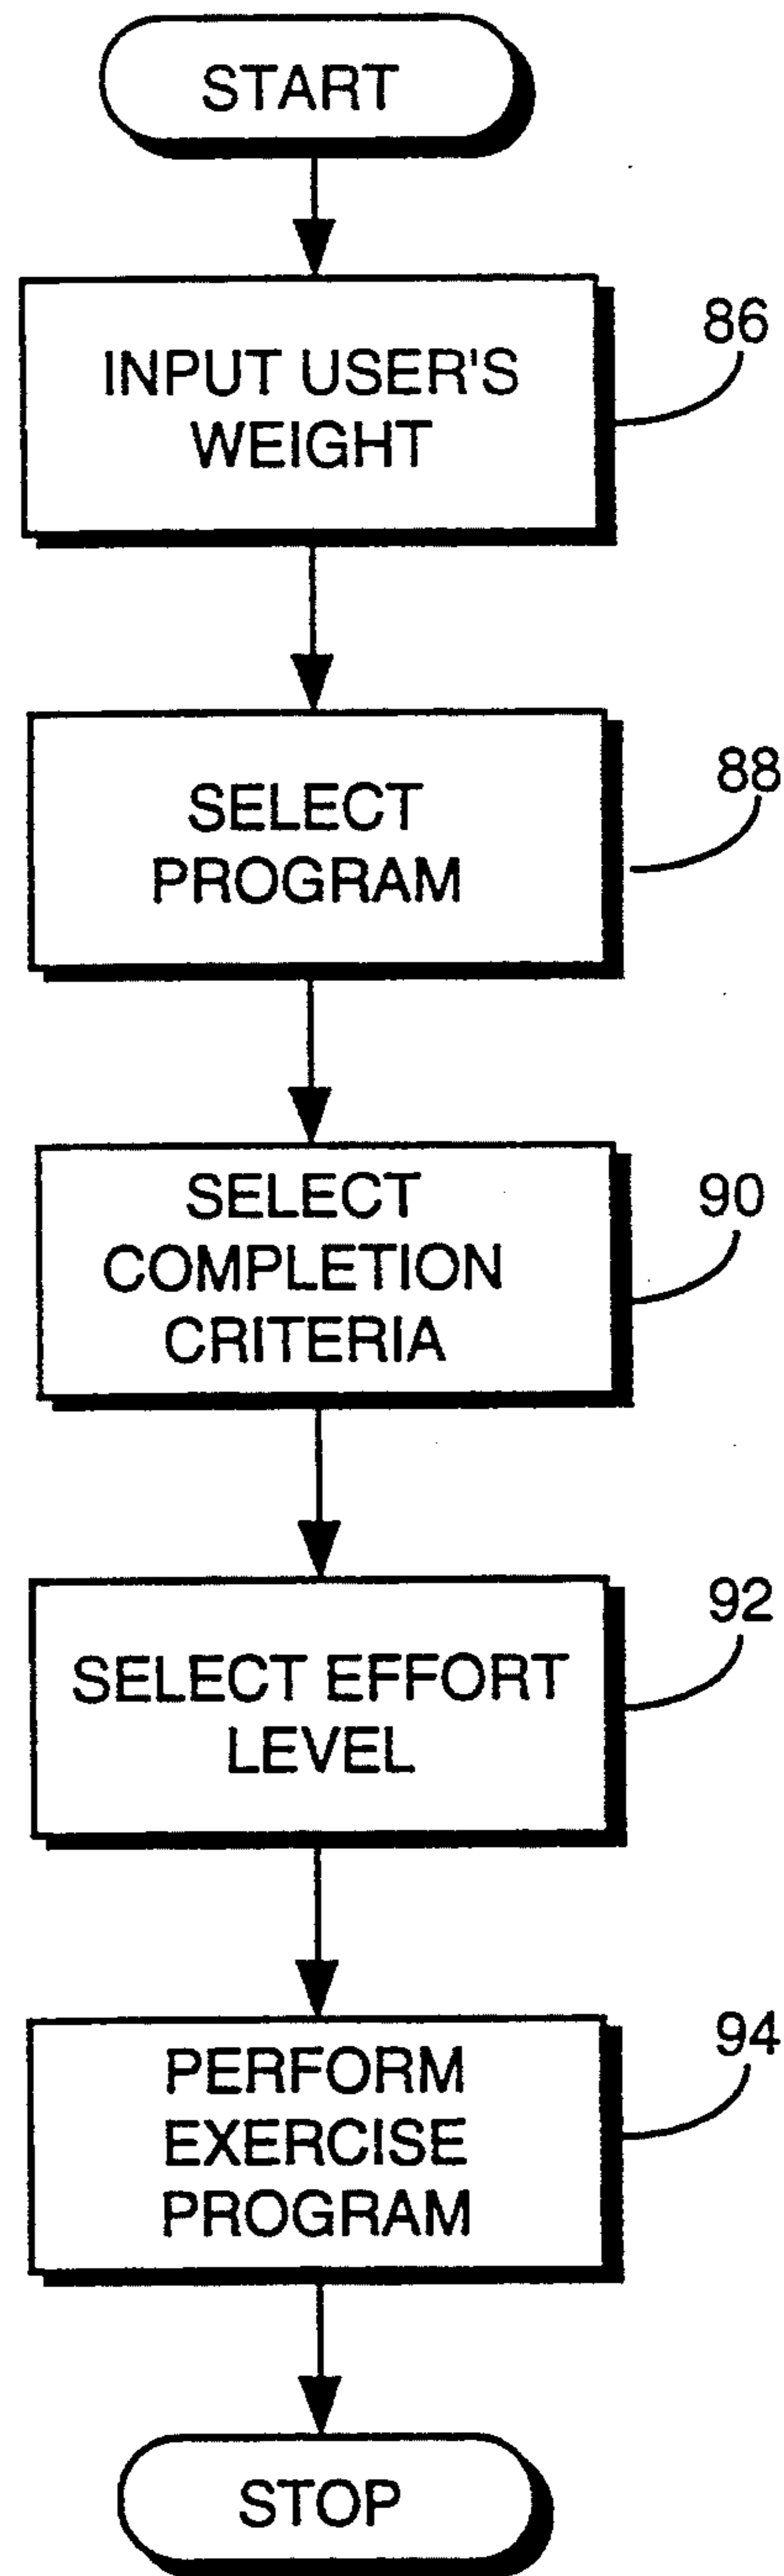 START
INPUT USER'S
WEIGHT
86
SELECT
PROGRAM
88
SELECT
COMPLETION
CRITERIA
90
SELECT EFFORT
LEVEL
92
PERFORM
EXERCISE
PROGRAM
94
STOP